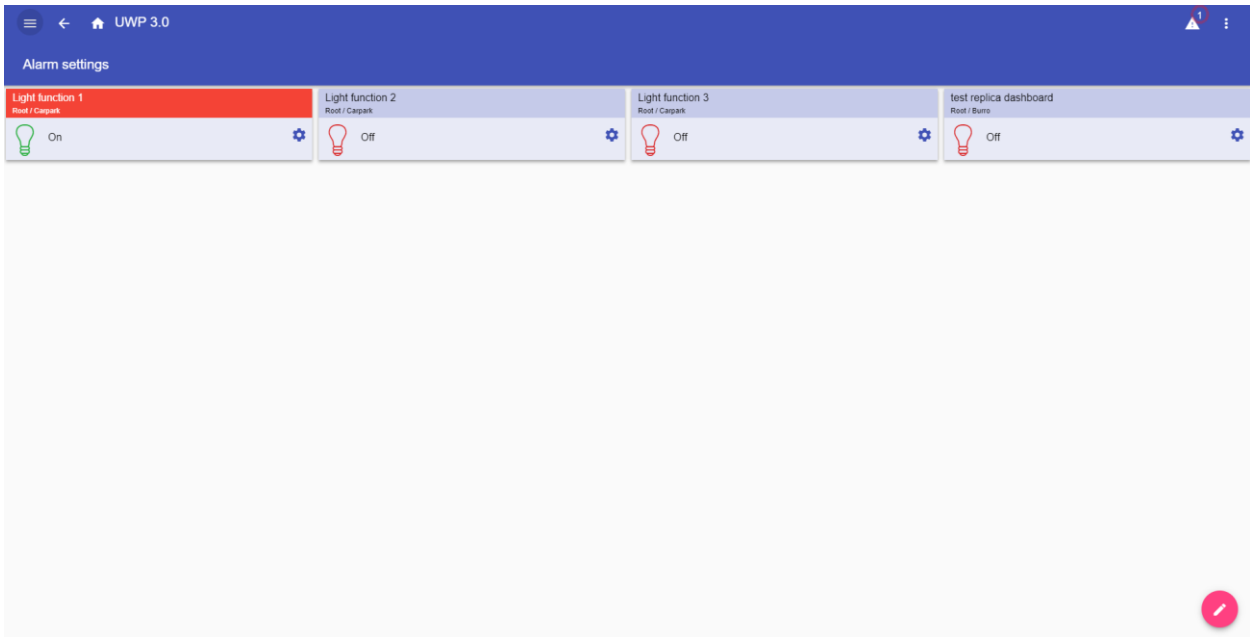 UWP 3.0
1
Alarm settings
Light function 1
Root / Carpark
On
Light function 2
Root / Carpark
Off
Light function 3
Root / Carpark
Off
test replica dashboard
Root / Burro
Off